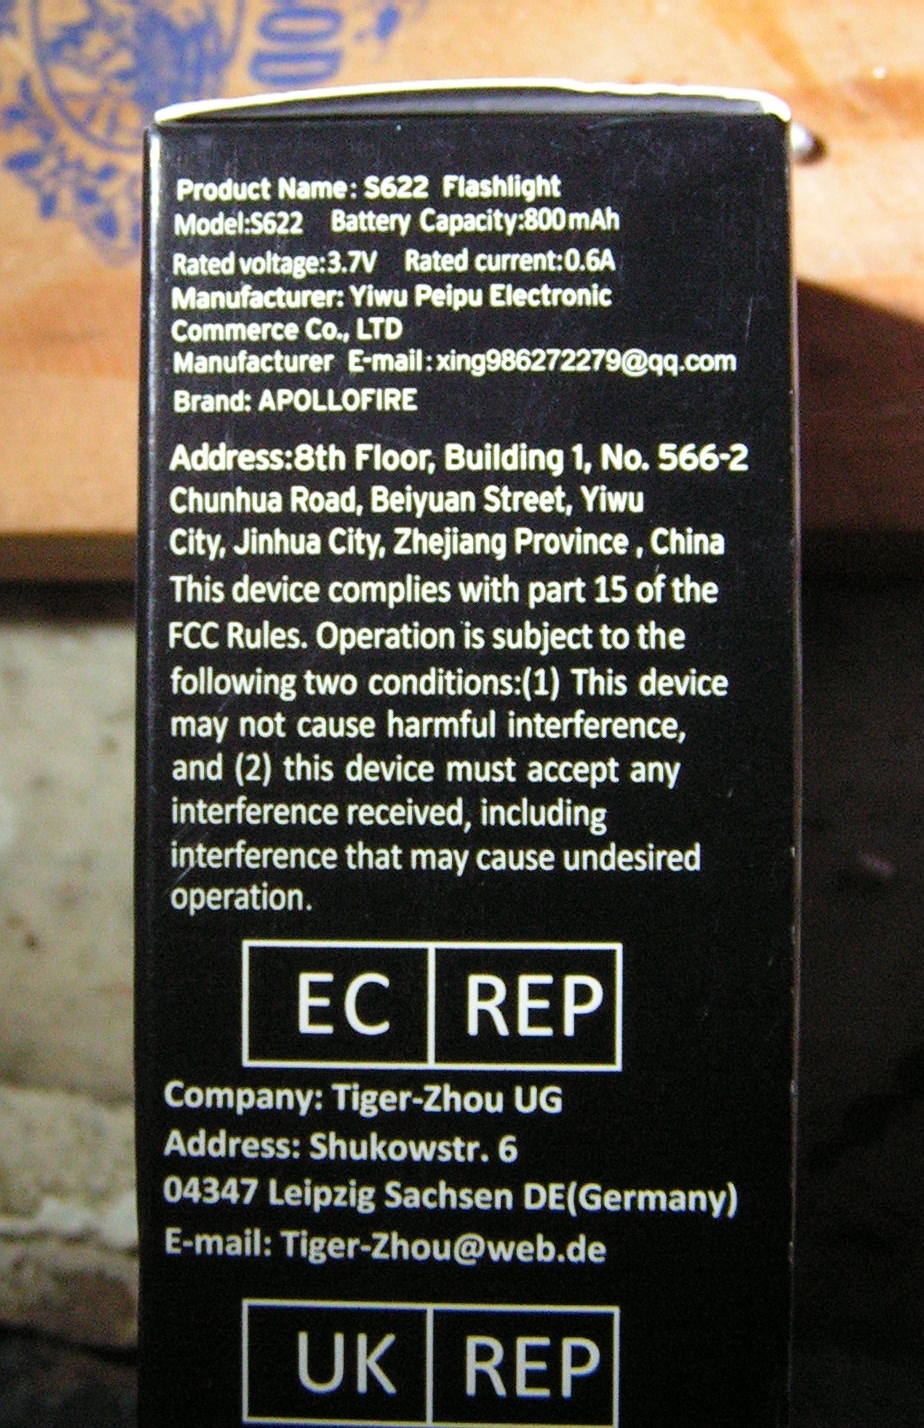 OD
Product Name: S622 Flashlight
Model:S622 Battery Capacity:800mAh
Rated voltage:3.7V Rated current:0.6A
Manufacturer: Yiwu Peipu Electronic
Commerce Co., LTD
Manufacturer E-mail:xing986272279@qq.com
Brand: APOLLOFIRE
Address:8th Floor, Building 1, No. 566-2
Chunhua Road, Beiyuan Street, Yiwu
City, Jinhua City, Zhejiang Province , China
This device complies with part 15 of the
FCC Rules. Operation is subject to the
following two conditions:(1) This device
may not cause harmful interference,
and (2) this device must accept any
interference received, including
interference that may cause undesired
operation.
EC REP
Company: Tiger-Zhou UG
Address: Shukowstr. 6
04347 Leipzig Sachsen DE(Germany)
E-mail: Tiger-Zhou@web.de
UK REP